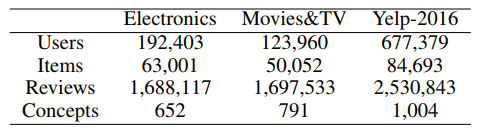 Electronics Movies&TV Yelp-2016
Users 192,403 123,960 677,379
Items 63,001 50,052 84,693
Reviews 1,688,117 1,697,533 2,530,843
Concepts 652 791 1,004